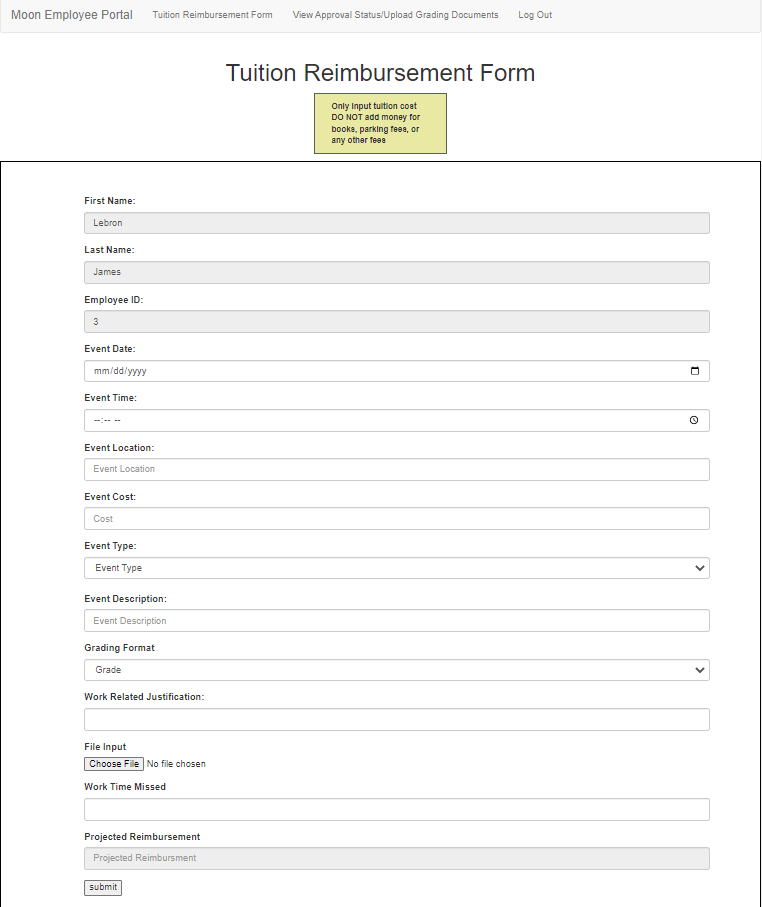 Moon Employee Portal Tuition Reimbursement Form View Approval Status/Upload Grading Documents Log Out
Tuition Reimbursement Form
Only input tuition cost
DO NOT add money for
books, parking fees, or
any other fees
First Name:
Lebron
Last Name:
James
Employee ID:
3
Event Date:
mm/dd/yyyy
Event Time:
--:-- --
Event Location:
Event Location
Event Cost:
Cost
Event Type:
Event Type
Event Description:
Event Description
Grading Format
Grade
Work Related Justification:
File Input
Choose File No file chosen
Work Time Missed
Projected Reimbursement
Projected Reimbursment
submit